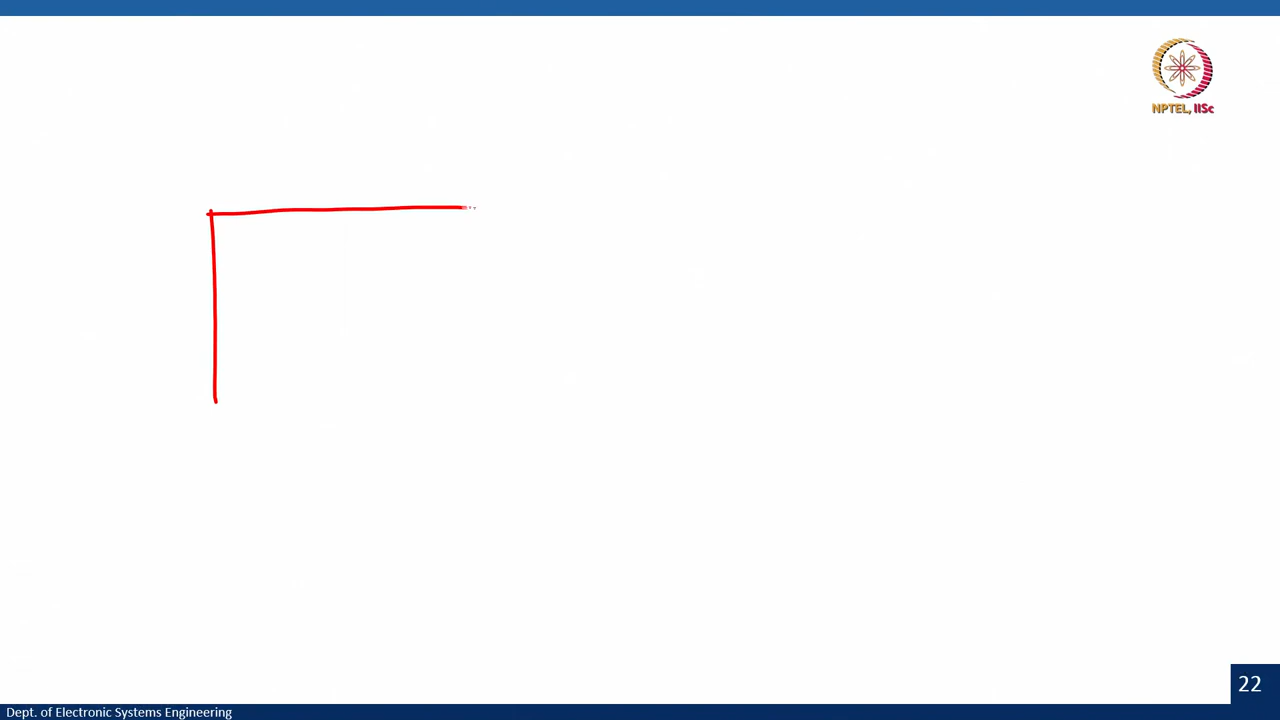 NPTEL, IISc
22
Dept. of Electronic Systems Engineering